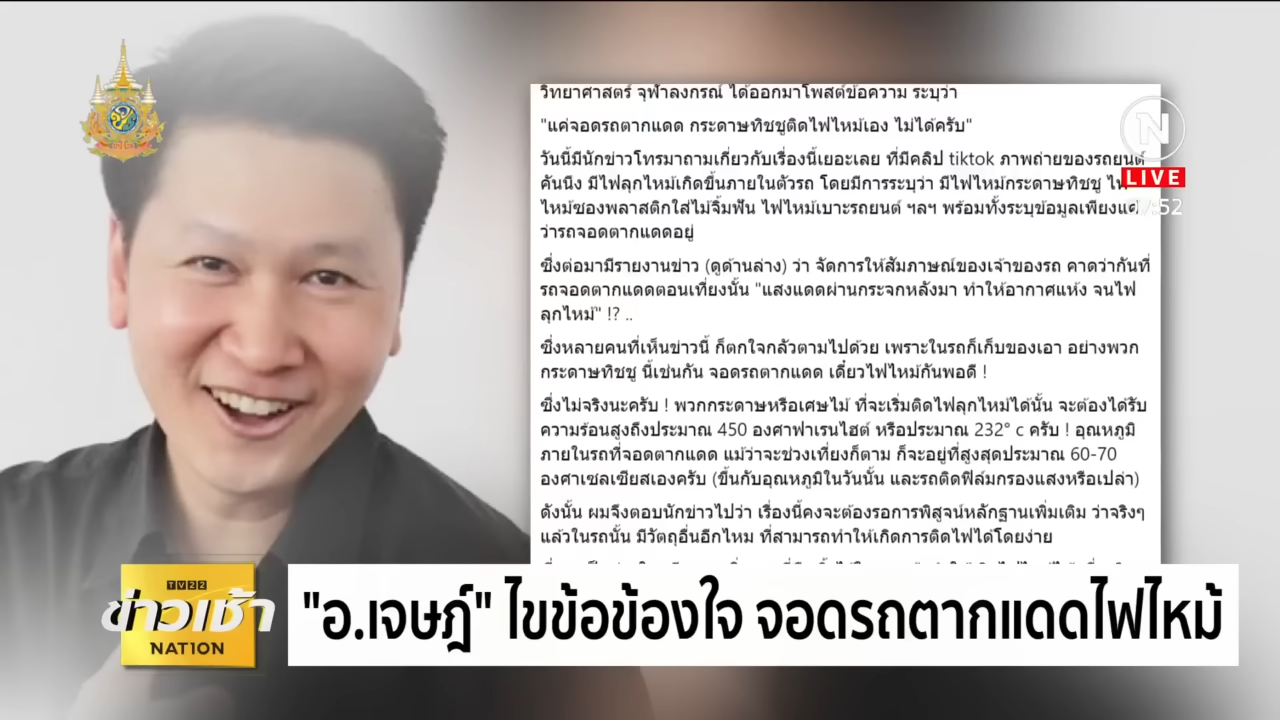 วิทยาศาสตร์ จุฬาลงกรณ์ ได้ออกมาโพสต์ข้อความ ระบุว่า
"แค่จอดรถตากแดด กระดาษทิชชูติดไฟไหม้เอง ไม่ได้ครับ"
วันนี้มีนักข่าวโทรมาถามเกี่ยวกับเรื่องนี้เยอะเลย ที่มีคลิป tiktok ภาพถ่ายของรถยนต์
คันนึง มีไฟลุกไหม้เกิดขึ้นภายในตัวรถ โดยมีการระบุว่า มีไฟไหม้กระดาษทิชชู
ไหม้ซองพลาสติกใส่ไม้จิ้มฟัน ไฟไหม้เบาะรถยนต์ ฯลฯ พร้อมทั้งระบุข้อมูลเพียงแค่
ว่ารถจอดตากแดดอยู่
ซึ่งต่อมามีรายงานข่าว (ดูด้านล่าง) ว่า จัดการให้สัมภาษณ์ของเจ้าของรถ คาดว่ากันที่
รถจอดตากแดดตอนเที่ยงนั้น "แสงแดดผ่านกระจกหลังมา ทำให้อากาศแห้ง จนไฟ
ลุกไหม้" !? ..
ซึ่งหลายคนที่เห็นข่าวนี้ ก็ตกใจกลัวตามไปด้วย เพราะในรถก็เก็บของเอา อย่างพวก
กระดาษทิชชู นี้เช่นกัน จอดรถตากแดด เดี๋ยวไฟไหม้กันพอดี !
ซึ่งไม่จริงนะครับ ! พวกกระดาษหรือเศษไม้ ที่จะเริ่มติดไฟลุกไหม้ได้นั้น จะต้องได้รับ
ความร้อนสูงถึงประมาณ 450 องศาฟาเรนไฮต์ หรือประมาณ 232° c ครับ ! อุณหภูมิ
ภายในรถที่จอดตากแดด แม้ว่าจะช่วงเที่ยงก็ตาม ก็จะอยู่ที่สูงสุดประมาณ 60-70
องศาเซลเซียสเองครับ (ขึ้นกับอุณหภูมิในวันนั้น และรถติดฟิล์มกรองแสงหรือเปล่า)
ดังนั้น ผมจึงตอบนักข่าวไปว่า เรื่องนี้คงจะต้องรอการพิสูจน์หลักฐานเพิ่มเติม ว่าจริงๆ
แล้วในรถนั้น มีวัตถุอื่นอีกไหม ที่สามารถทำให้เกิดการติดไฟได้โดยง่าย
N
LIVE
:52
TV22
ข่าวเช้า
NATION
"อ.เจษฎ์" ไขข้อข้องใจ จอดรถตากแดดไฟไหม้